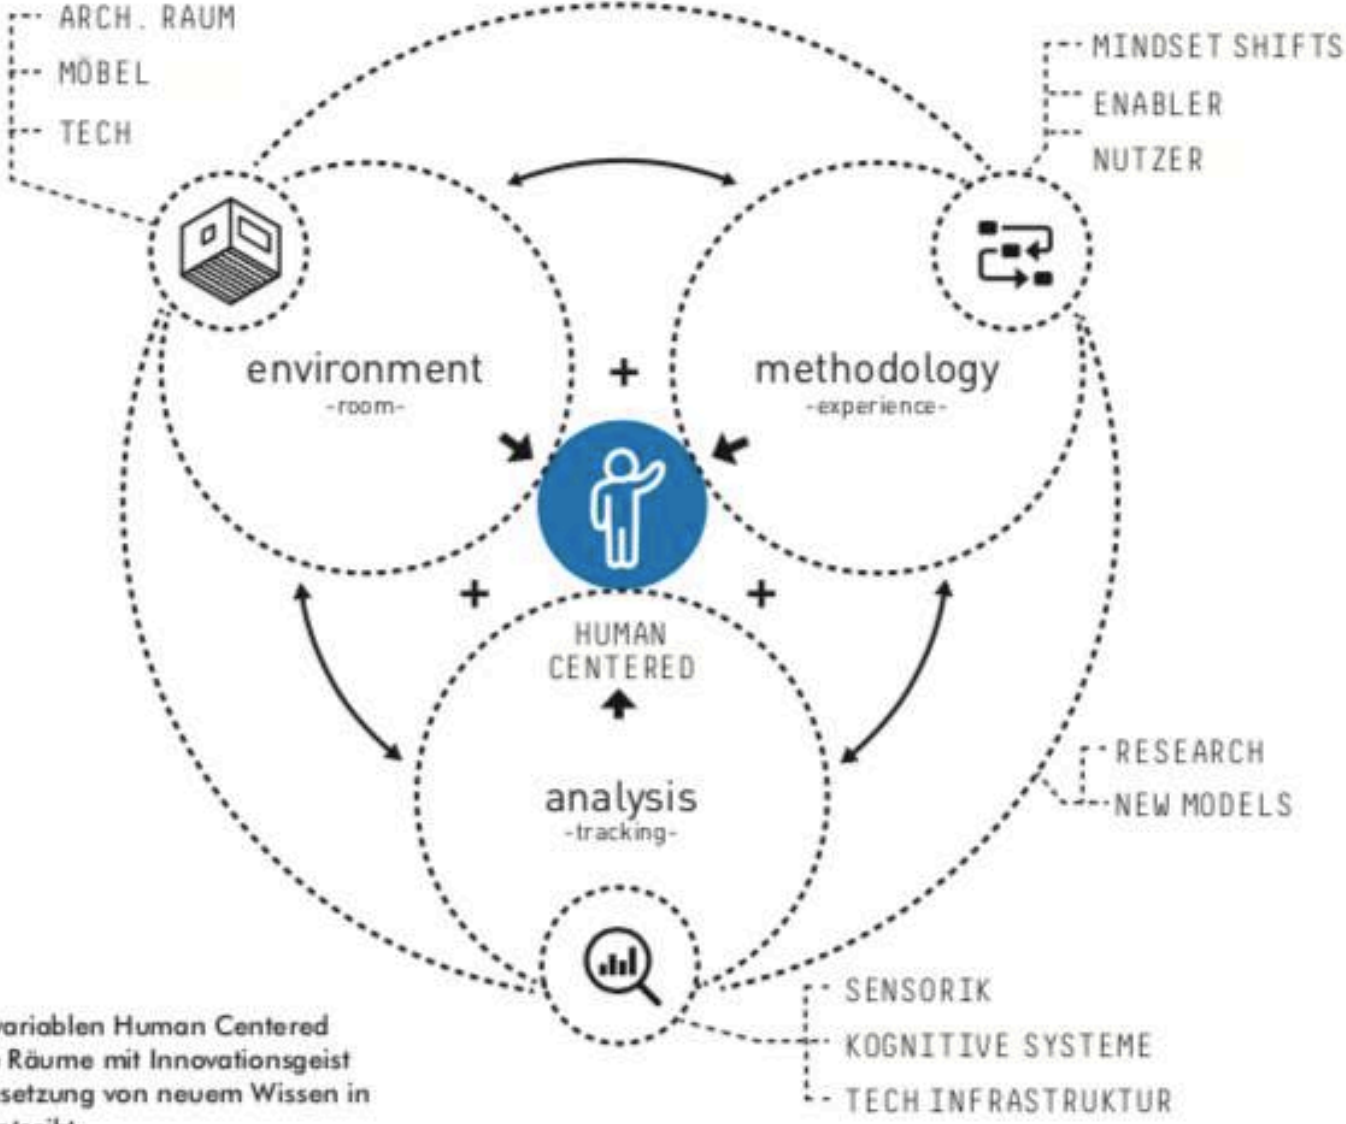 ARCH. RAUM
MÖBEL
TECH
MINDSET SHIFTS
ENABLER
NUTZER
environment
-room-
+
methodology
-experience-
+
+
HUMAN
CENTERED
analysis
-tracking-
RESEARCH
NEW MODELS
SENSORIK
KOGNITIVE SYSTEME
TECH INFRASTRUKTUR
variablen Human Centered
Räume mit Innovationsgeist
setzung von neuem Wissen in